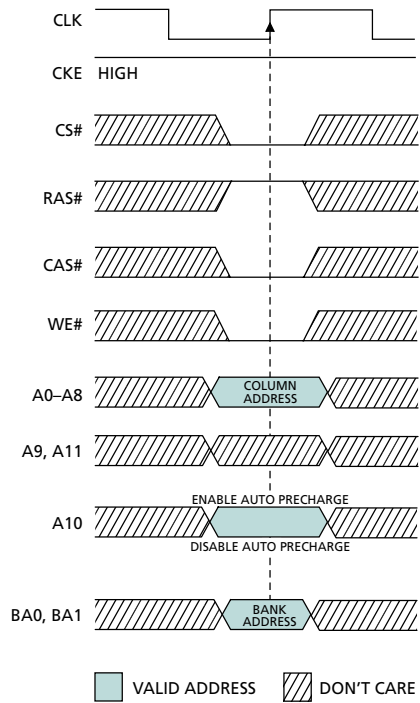 CLK
CKE HIGH
CS#
RAS#
CAS#
WE#
A0–A8 COLUMN
ADDRESS
A9, A11
ENABLE AUTO PRECHARGE
A10
DISABLE AUTO PRECHARGE
BA0, BA1 BANK
ADDRESS
VALID ADDRESS DON'T CARE